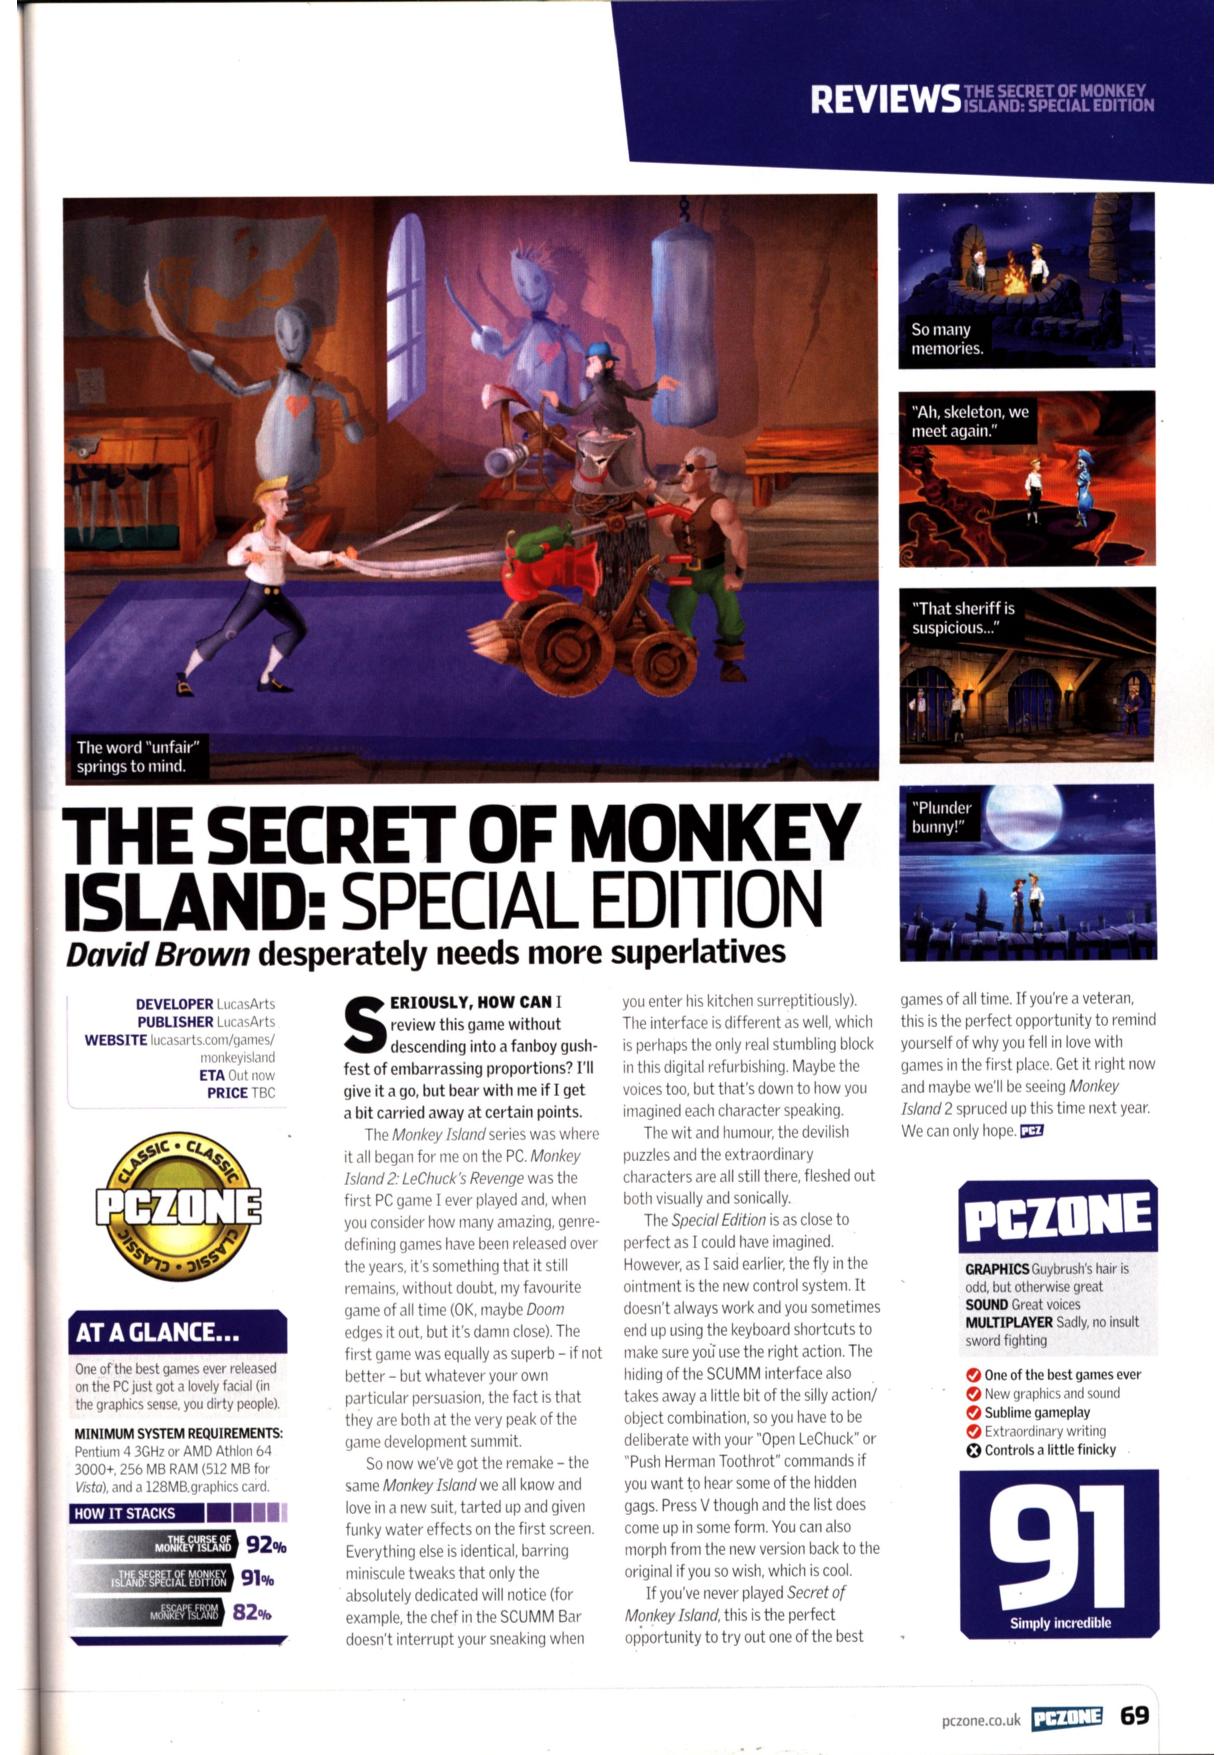 REVIEWS THE SECRET OF MONKEY
ISLAND: SPECIAL EDITION
So many
memories.
"Ah, skeleton, we
meet again."
"That sheriff is
suspicious..."
"Plunder
bunny!"
The word "unfair"
springs to mind.
THE SECRET OF MONKEY
ISLAND: SPECIAL EDITION
David Brown desperately needs more superlatives
DEVELOPER LucasArts
PUBLISHER LucasArts
WEBSITE lucasarts.com/games/
monkeyisland
ETA Out now
PRICE TBC
CLASSIC • CLASSIC
PCZONE
CLASSIC • CLASSIC
AT A GLANCE...
One of the best games ever released
on the PC just got a lovely facial (in
the graphics sense, you dirty people).
MINIMUM SYSTEM REQUIREMENTS:
Pentium 4 3GHz or AMD Athlon 64
3000+, 256 MB RAM (512 MB for
Vista), and a 128MB graphics card.
HOW IT STACKS
THE CURSE OF
MONKEY ISLAND 92%
THE SECRET OF MONKEY
ISLAND: SPECIAL EDITION 91%
ESCAPE FROM
MONKEY ISLAND 82%
SERIOUSLY, HOW CAN I
review this game without
descending into a fanboy gush-
fest of embarrassing proportions? I'll
give it a go, but bear with me if I get
a bit carried away at certain points.
The Monkey Island series was where
it all began for me on the PC. Monkey
Island 2: LeChuck's Revenge was the
first PC game I ever played and, when
you consider how many amazing, genre-
defining games have been released over
the years, it's something that it still
remains, without doubt, my favourite
game of all time (OK, maybe Doom
edges it out, but it's damn close). The
first game was equally as superb – if not
better – but whatever your own
particular persuasion, the fact is that
they are both at the very peak of the
game development summit.
So now we've got the remake – the
same Monkey Island we all know and
love in a new suit, tarted up and given
funky water effects on the first screen.
Everything else is identical, barring
miniscule tweaks that only the
absolutely dedicated will notice (for
example, the chef in the SCUMM Bar
doesn't interrupt your sneaking when
you enter his kitchen surreptitiously).
The interface is different as well, which
is perhaps the only real stumbling block
in this digital refurbishing. Maybe the
voices too, but that's down to how you
imagined each character speaking.
The wit and humour, the devilish
puzzles and the extraordinary
characters are all still there, fleshed out
both visually and sonically.
The Special Edition is as close to
perfect as I could have imagined.
However, as I said earlier, the fly in the
ointment is the new control system. It
doesn't always work and you sometimes
end up using the keyboard shortcuts to
make sure you use the right action. The
hiding of the SCUMM interface also
takes away a little bit of the silly action/
object combination, so you have to be
deliberate with your "Open LeChuck" or
"Push Herman Toothrot" commands if
you want to hear some of the hidden
gags. Press V though and the list does
come up in some form. You can also
morph from the new version back to the
original if you so wish, which is cool.
If you've never played Secret of
Monkey Island, this is the perfect
opportunity to try out one of the best
games of all time. If you're a veteran,
this is the perfect opportunity to remind
yourself of why you fell in love with
games in the first place. Get it right now
and maybe we'll be seeing Monkey
Island 2 spruced up this time next year.
We can only hope. PCZ
PCZONE
GRAPHICS Guybrush's hair is
odd, but otherwise great
SOUND Great voices
MULTIPLAYER Sadly, no insult
sword fighting
One of the best games ever
New graphics and sound
Sublime gameplay
Extraordinary writing
Controls a little finicky
91
Simply incredible
pczone.co.uk PCZONE 69